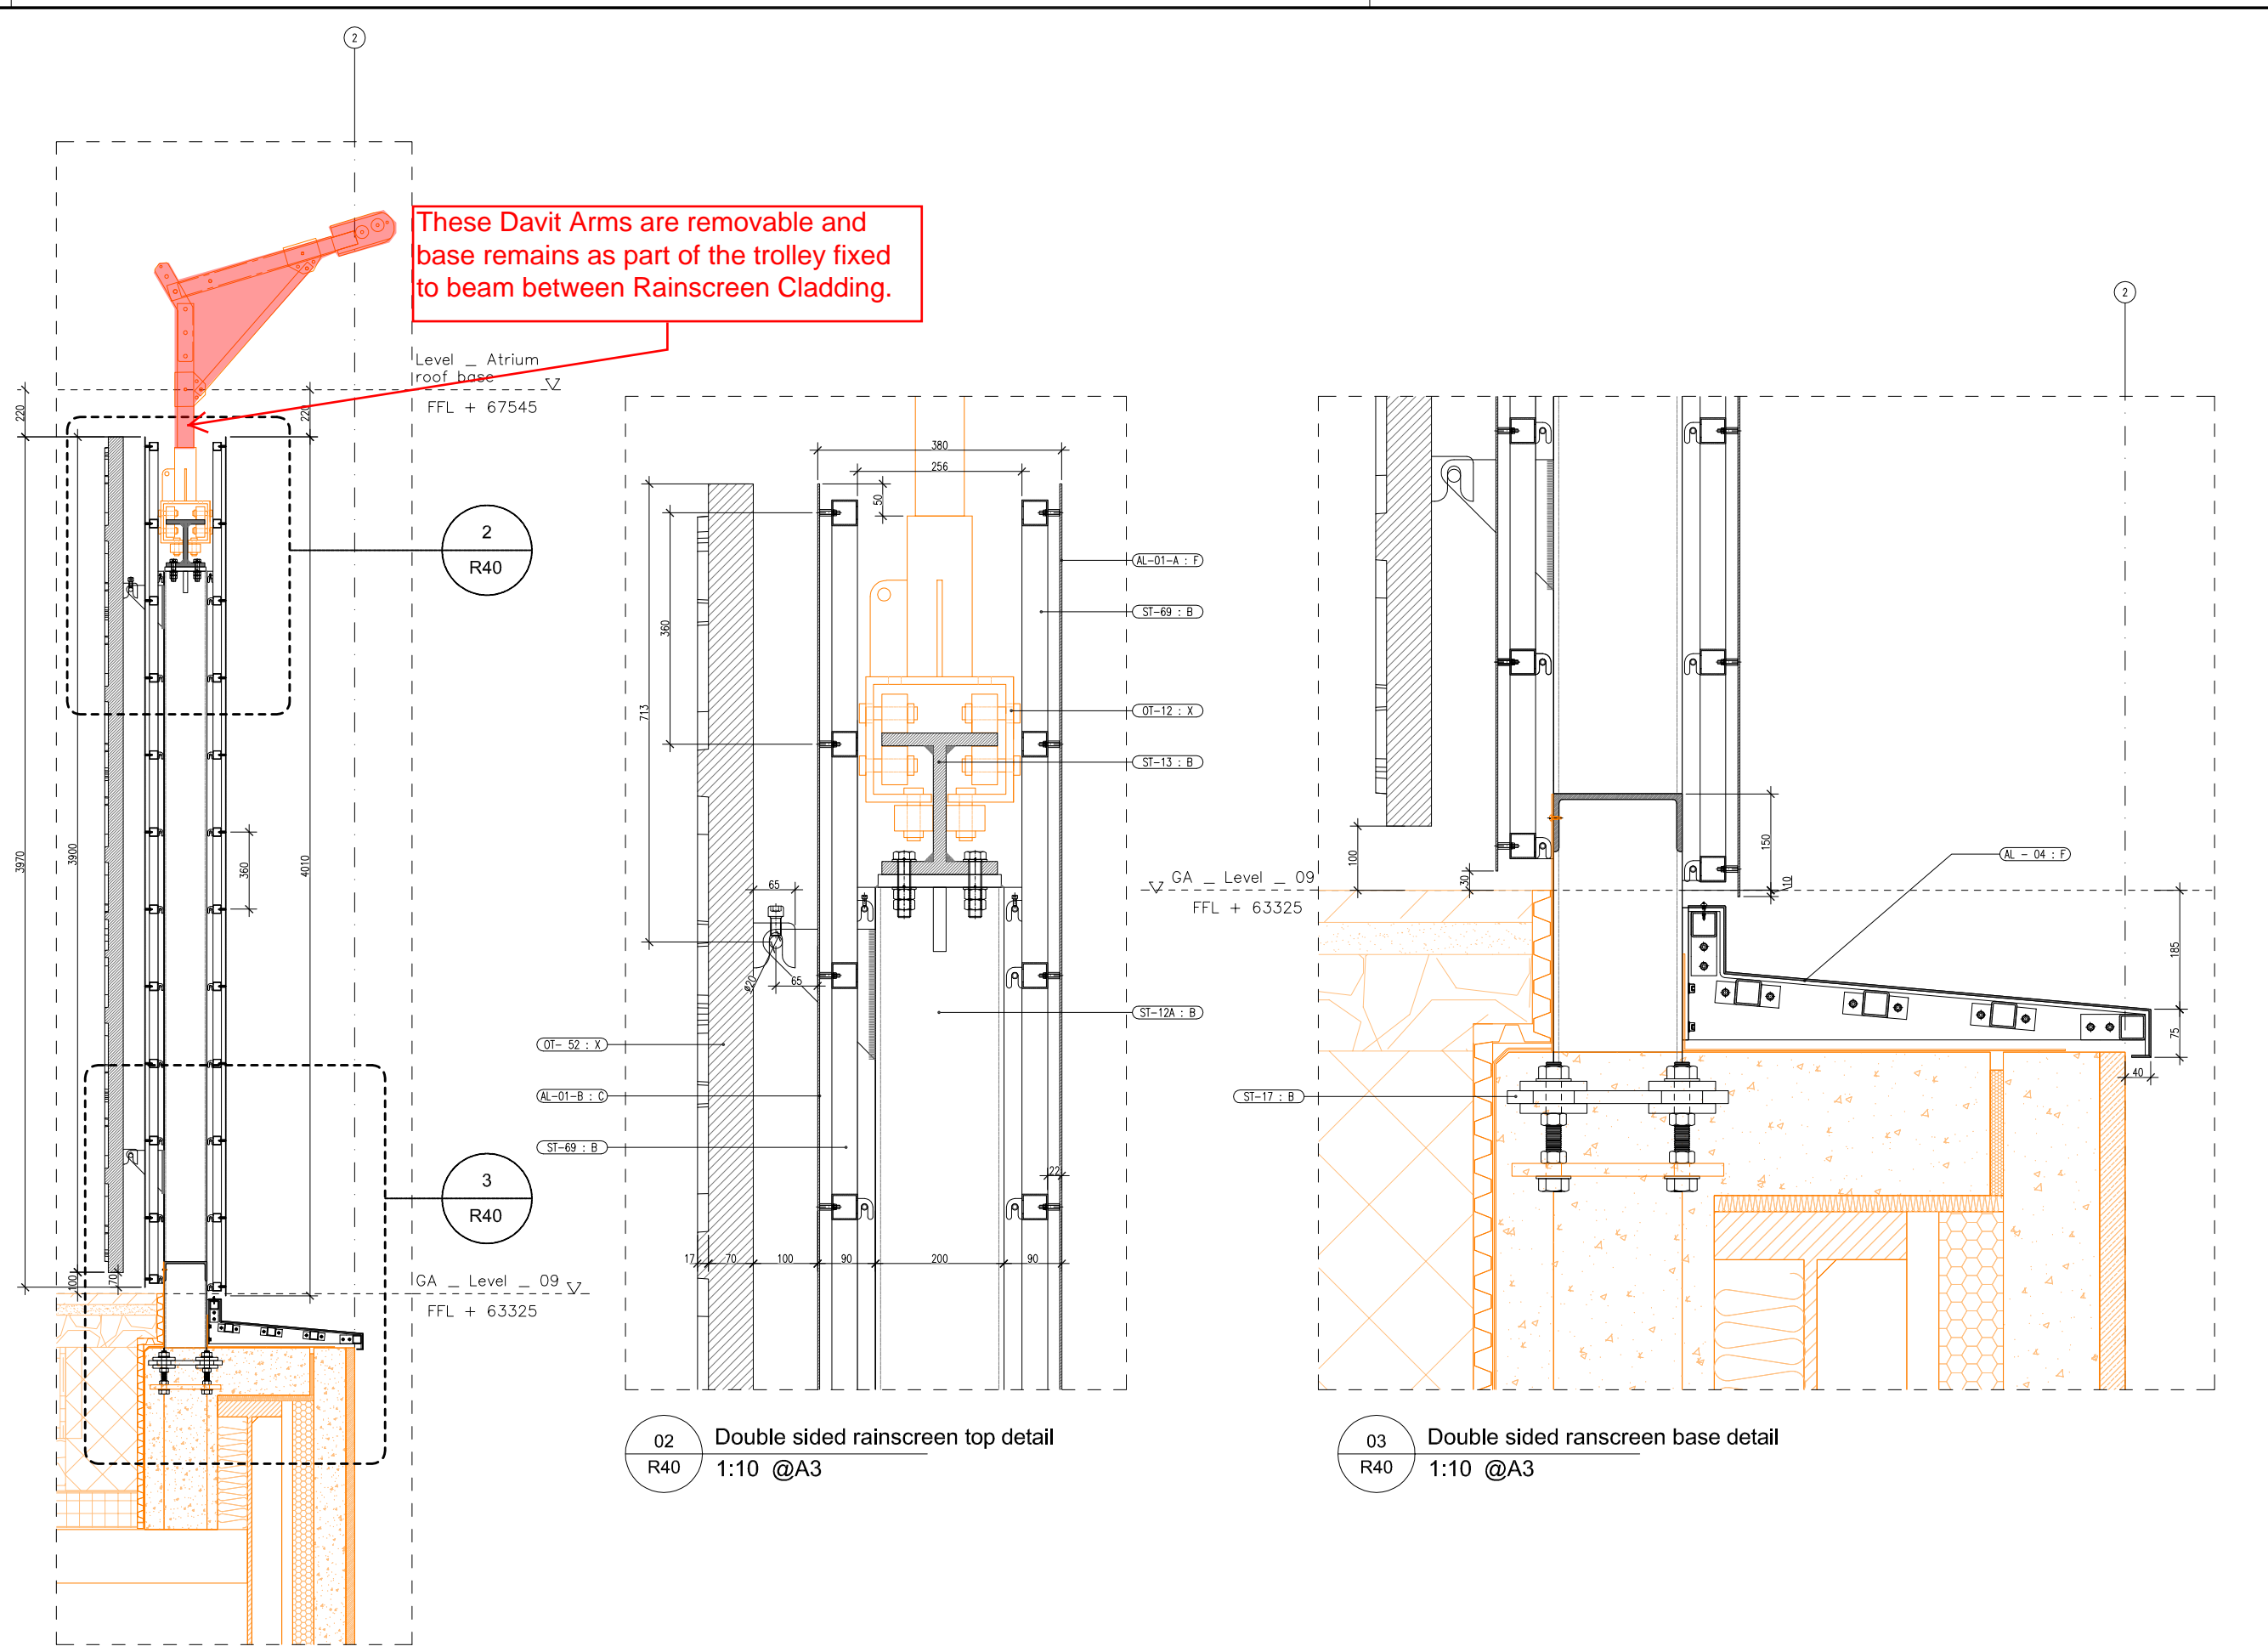 2
These Davit Arms are removable and
base remains as part of the trolley fixed
to beam between Rainscreen Cladding.
Level _ Atrium
roof base
FFL + 67545
220
220
2
R40
3970
3900
360
4010
3
R40
100
70
GA _ Level _ 09
FFL + 63325
380
256
50
360
713
65
65
ø20
17
70
100
90
200
90
22
AL-01-A : F
ST-69 : B
OT-12 : X
ST-13 : B
ST-12A : B
OT- 52 : X
AL-01-B : C
ST-69 : B
02
R40
Double sided rainscreen top detail
1:10 @A3
2
100
30
150
10
GA _ Level _ 09
FFL + 63325
AL - 04 : F
185
75
40
ST-17 : B
03
R40
Double sided ranscreen base detail
1:10 @A3